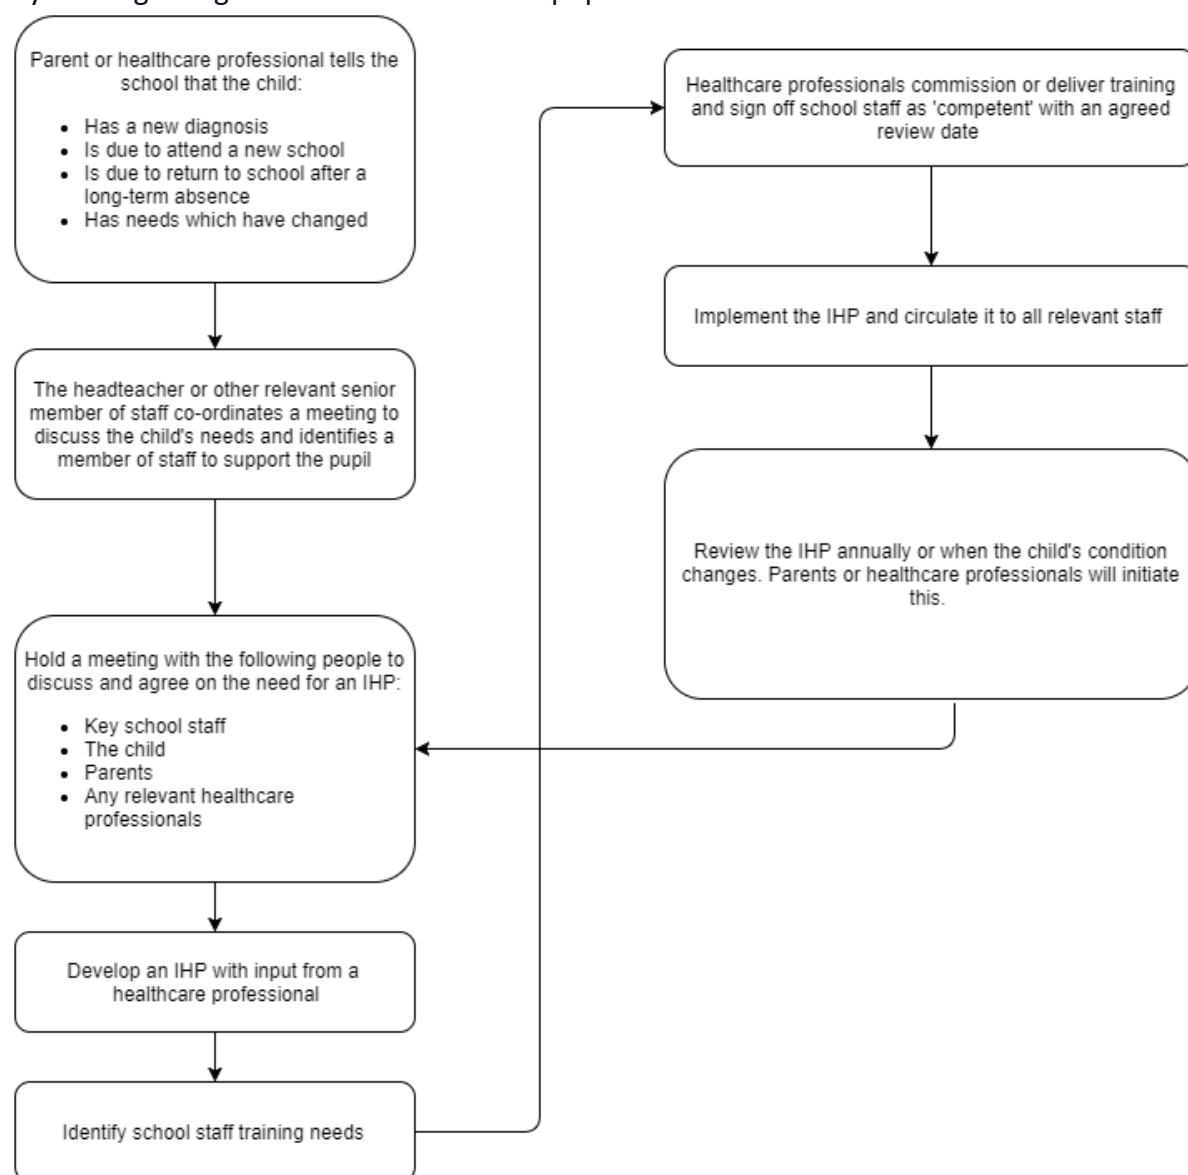 Parent or healthcare professional tells the
school that the child:
• Has a new diagnosis
• Is due to attend a new school
• Is due to return to school after a
long-term absence
• Has needs which have changed
The headteacher or other relevant senior
member of staff co-ordinates a meeting to
discuss the child's needs and identifies a
member of staff to support the pupil
Hold a meeting with the following people to
discuss and agree on the need for an IHP:
• Key school staff
• The child
• Parents
• Any relevant healthcare
professionals
Develop an IHP with input from a
healthcare professional
Identify school staff training needs
Healthcare professionals commission or deliver training
and sign off school staff as 'competent' with an agreed
review date
Implement the IHP and circulate it to all relevant staff
Review the IHP annually or when the child's condition
changes. Parents or healthcare professionals will initiate
this.